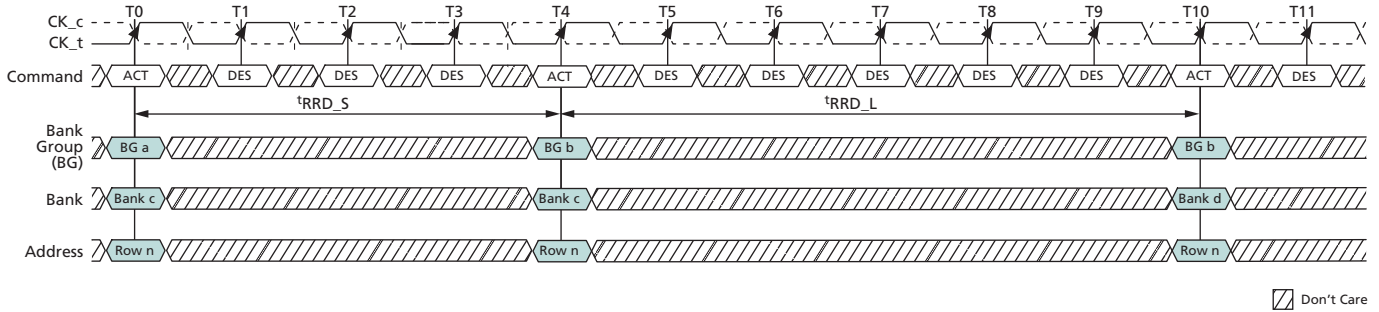 T0 T1 T2 T3 T4 T5 T6 T7 T8 T9 T10 T11
CK_c
CK_t
Command ACT DES DES DES ACT DES DES DES DES DES ACT DES
tRRD_S tRRD_L
Bank
Group
(BG)
BG a BG b BG b
Bank Bank c Bank c Bank d
Address Row n Row n Row n
Don't Care